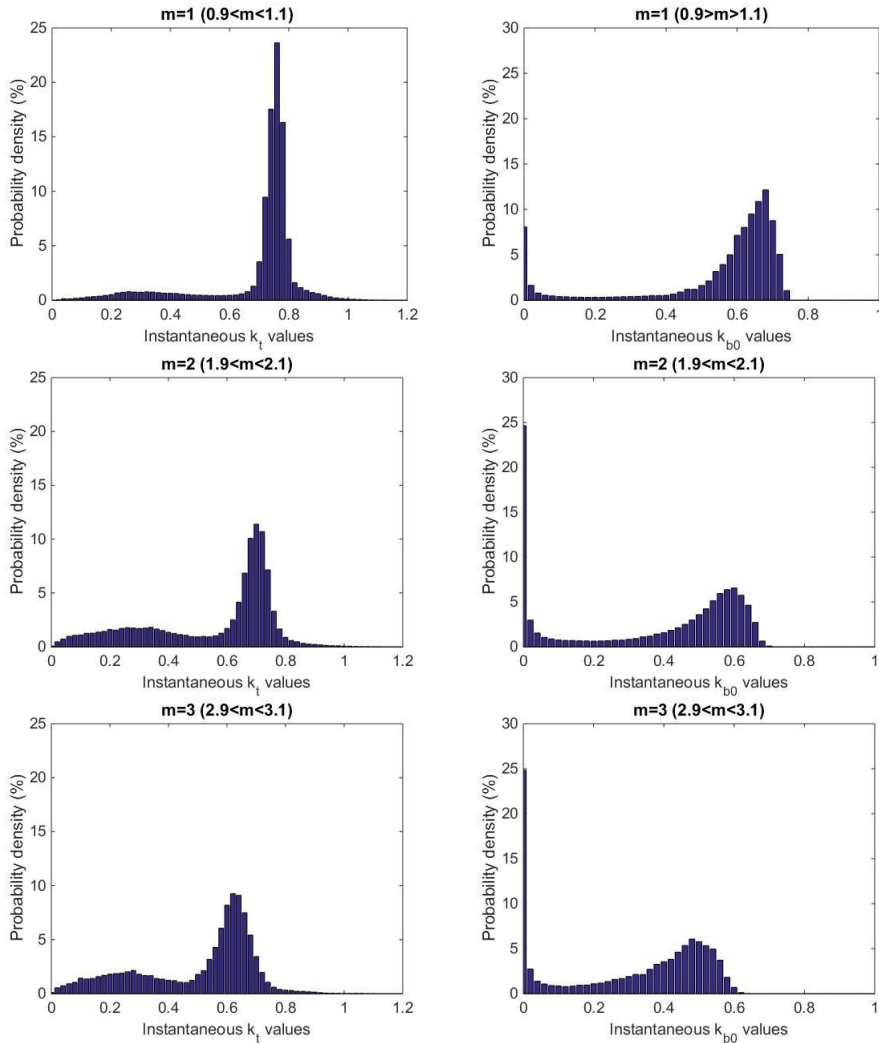 m=1 (0.9<m<1.1)
25
20
15
10
5
0
Probability density (%)
0 0.2 0.4 0.6 0.8 1 1.2
Instantaneous k_t values
m=1 (0.9>m>1.1)
30
25
20
15
10
5
0
Probability density (%)
0 0.2 0.4 0.6 0.8 1
Instantaneous k_b0 values
m=2 (1.9<m<2.1)
25
20
15
10
5
0
Probability density (%)
0 0.2 0.4 0.6 0.8 1 1.2
Instantaneous k_t values
m=2 (1.9<m<2.1)
30
25
20
15
10
5
0
Probability density (%)
0 0.2 0.4 0.6 0.8 1
Instantaneous k_b0 values
m=3 (2.9<m<3.1)
25
20
15
10
5
0
Probability density (%)
0 0.2 0.4 0.6 0.8 1 1.2
Instantaneous k_t values
m=3 (2.9<m<3.1)
30
25
20
15
10
5
0
Probability density (%)
0 0.2 0.4 0.6 0.8 1
Instantaneous k_b0 values